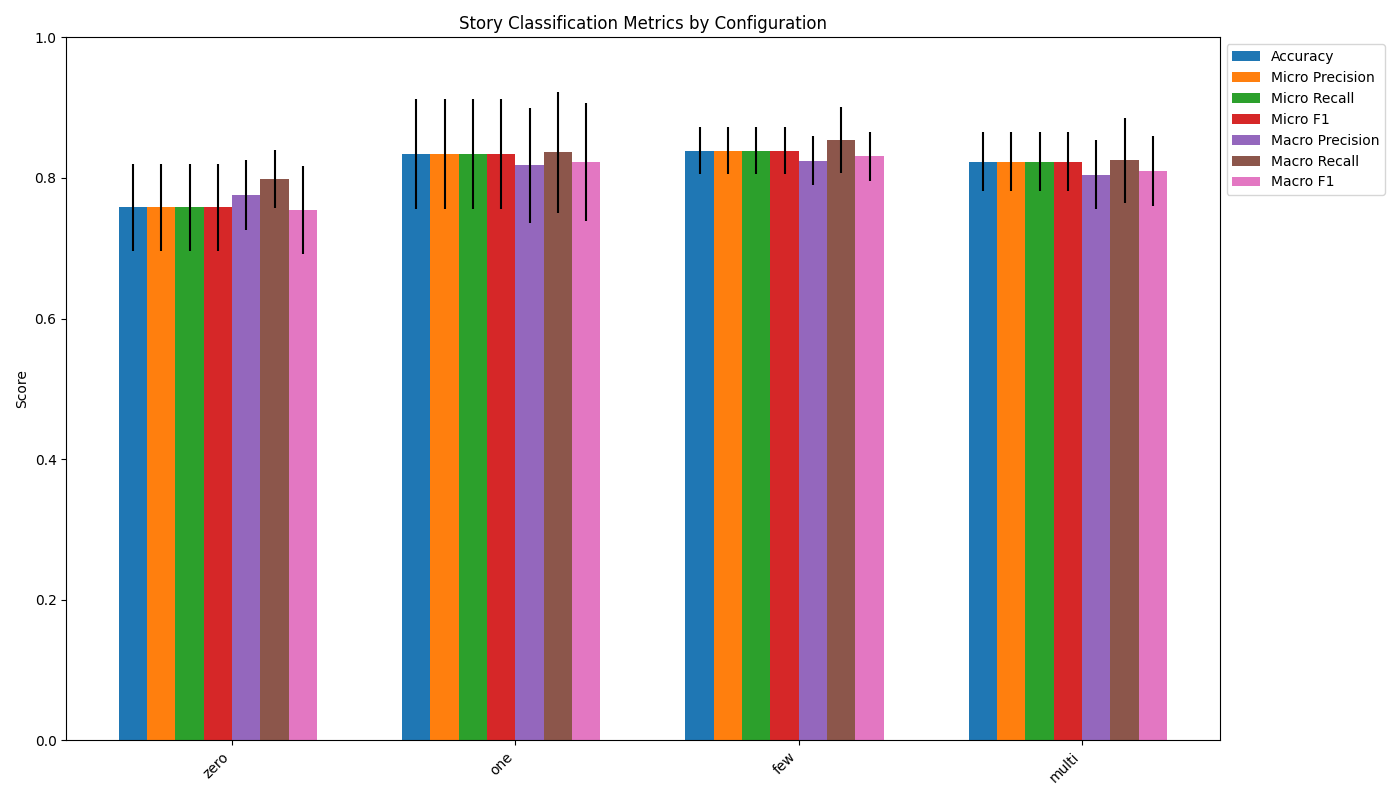 Story Classification Metrics by Configuration
1.0
0.8
0.6
0.4
0.2
0.0
Score
zero
one
few
multi
Accuracy
Micro Precision
Micro Recall
Micro F1
Macro Precision
Macro Recall
Macro F1